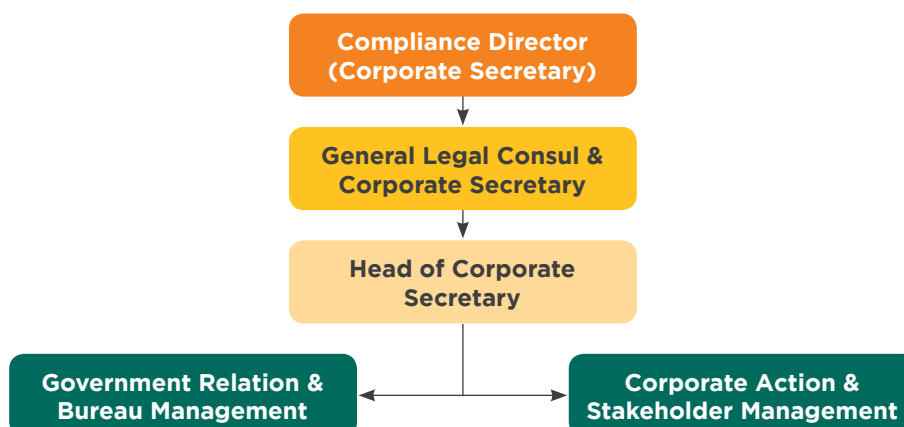 Compliance Director
(Corporate Secretary)
General Legal Consul &
Corporate Secretary
Head of Corporate
Secretary
Government Relation &
Bureau Management
Corporate Action &
Stakeholder Management